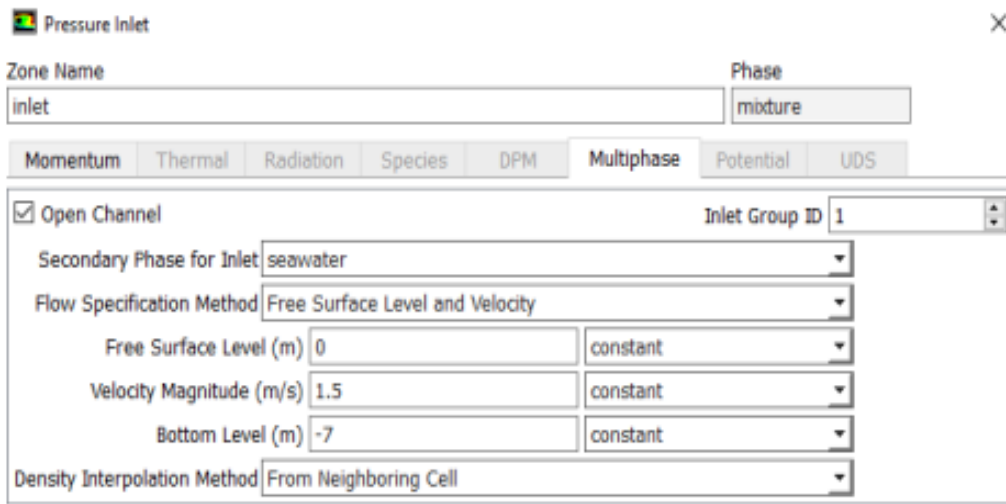 Pressure Inlet
Zone Name Phase
inlet mixture
Momentum Thermal Radiation Species DPM Multiphase Potential UDS
Open Channel Inlet Group ID 1
Secondary Phase for Inlet seawater
Flow Specification Method Free Surface Level and Velocity
Free Surface Level (m) 0 constant
Velocity Magnitude (m/s) 1.5 constant
Bottom Level (m) -7 constant
Density Interpolation Method From Neighboring Cell